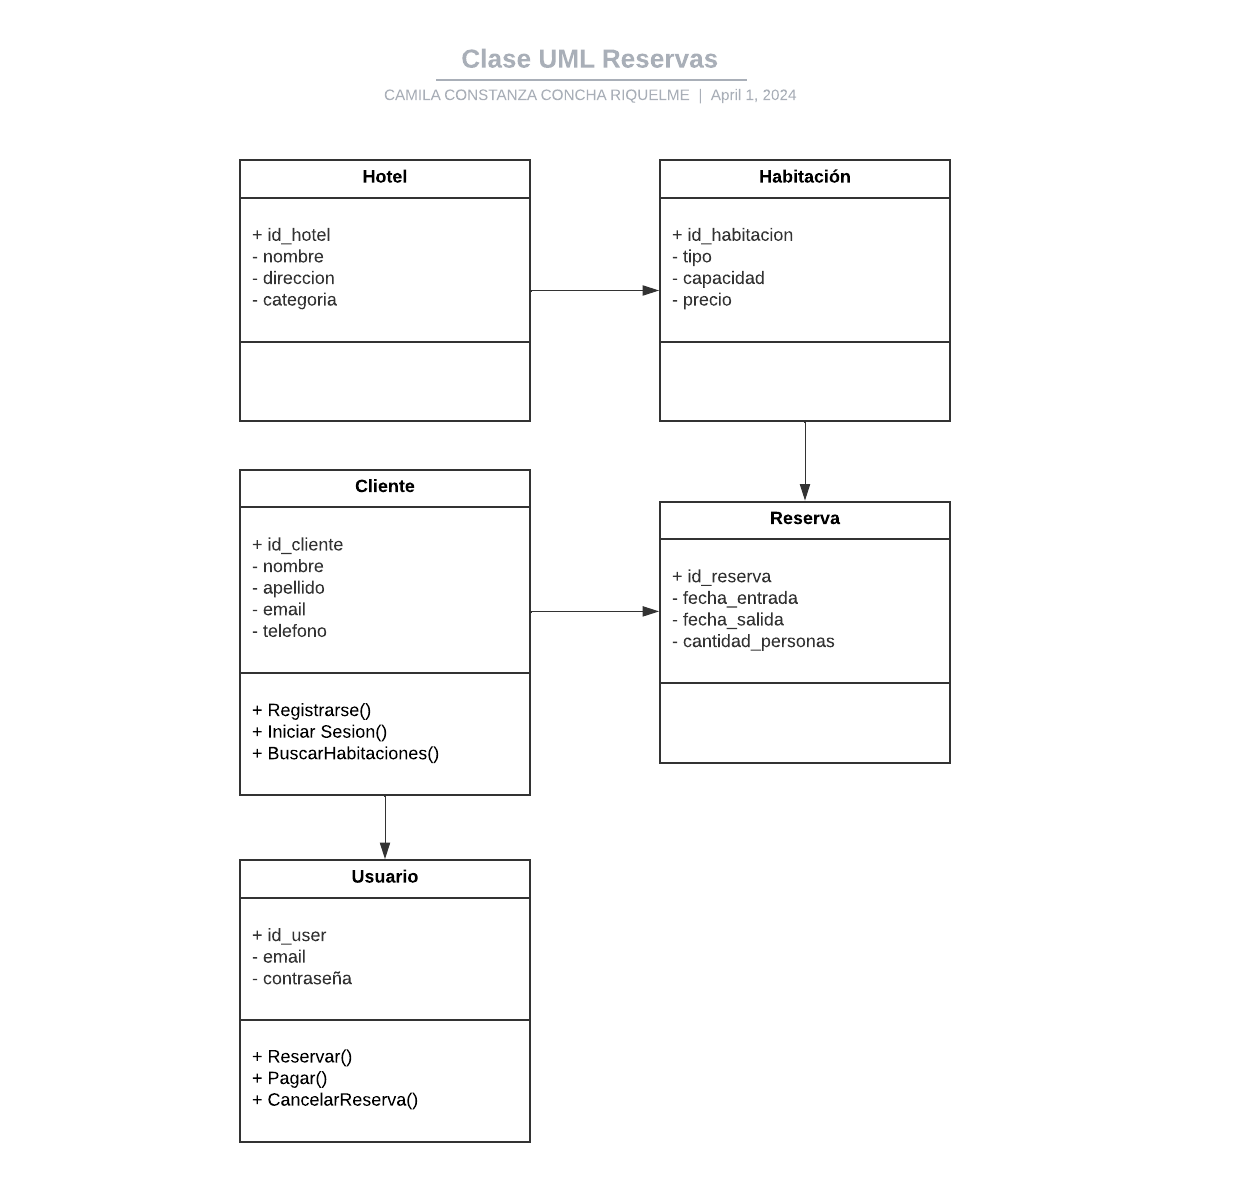 Clase UML Reservas
CAMILA CONSTANZA CONCHA RIQUELME | April 1, 2024
Hotel
+ id_hotel
- nombre
- direccion
- categoria
Habitación
+ id_habitacion
- tipo
- capacidad
- precio
Cliente
+ id_cliente
- nombre
- apellido
- email
- telefono
+ Registrarse()
+ Iniciar Sesion()
+ BuscarHabitaciones()
Reserva
+ id_reserva
- fecha_entrada
- fecha_salida
- cantidad_personas
Usuario
+ id_user
- email
- contraseña
+ Reservar()
+ Pagar()
+ CancelarReserva()